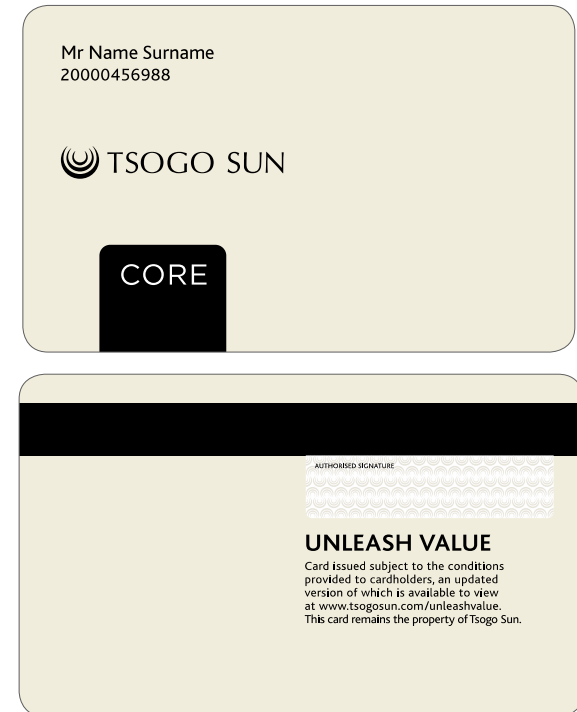 Mr Name Surname
20000456988
TSOGO SUN
CORE
AUTHORISED SIGNATURE
UNLEASH VALUE
Card issued subject to the conditions
provided to cardholders, an updated
version of which is available to view
at www.tsogosun.com/unleashvalue.
This card remains the property of Tsogo Sun.